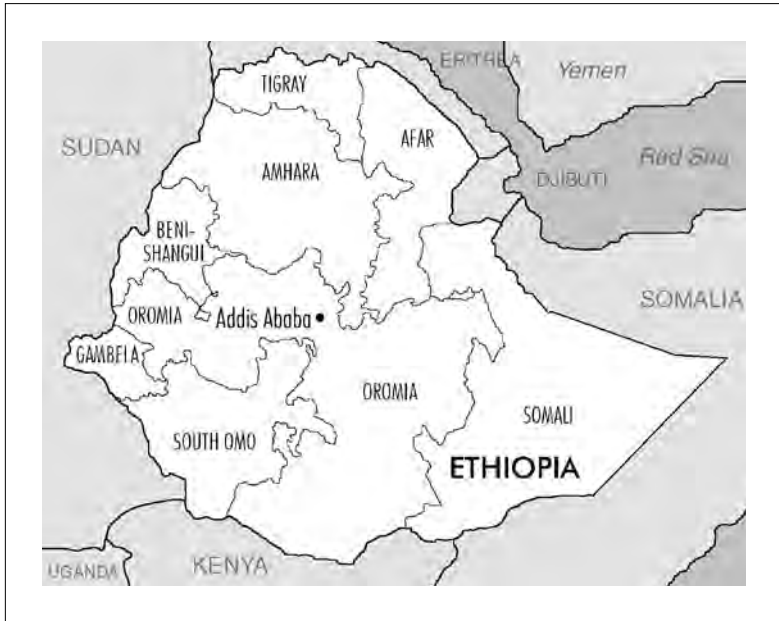 ERITREA
Yemen
TIGRAY
SUDAN
AFAR
AMHARA
Red Sea
DJIBUTI
BENI-
SHANGUI
SOMALIA
OROMIA
Addis Ababa
GAMBELA
OROMIA
SOMALI
SOUTH OMO
ETHIOPIA
KENYA
UGANDA